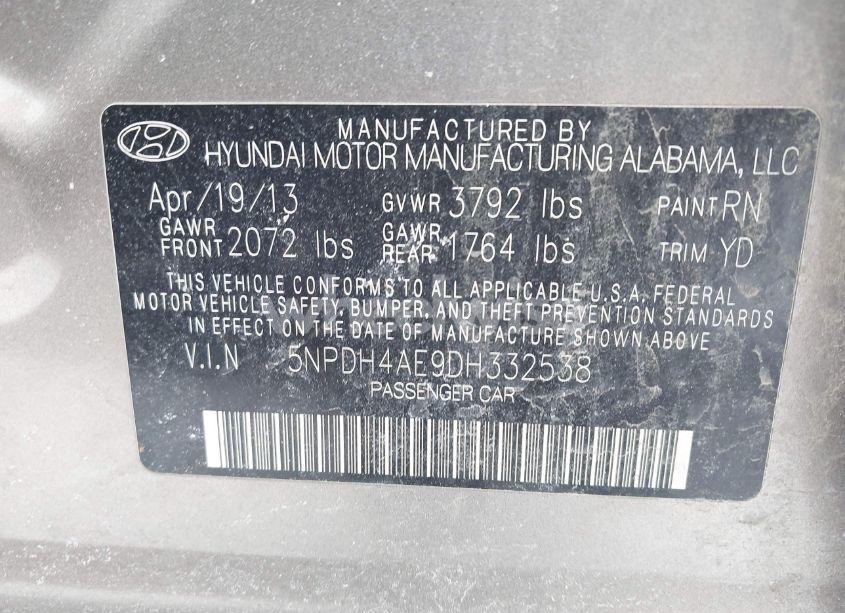 MANUFACTURED BY
HYUNDAI MOTOR MANUFACTURING ALABAMA, LLC
Apr/19/13 GVWR 3792 lbs PAINT RN
GAWR FRONT 2072 lbs GAWR REAR 1764 lbs TRIM YD
THIS VEHICLE CONFORMS TO ALL APPLICABLE U.S.A. FEDERAL
MOTOR VEHICLE SAFETY, BUMPER, AND THEFT PREVENTION STANDARDS
IN EFFECT ON THE DATE OF MANUFACTURE SHOWN ABOVE.
V.I.N 5NPDH4AE9DH332538
PASSENGER CAR